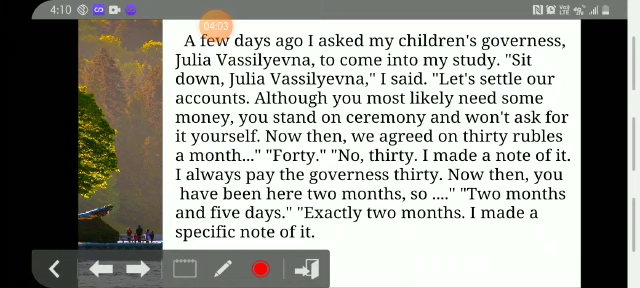 4:10
04:03
A few days ago I asked my children's governess,
Julia Vassilyevna, to come into my study. "Sit
down, Julia Vassilyevna," I said. "Let's settle our
accounts. Although you most likely need some
money, you stand on ceremony and won't ask for
it yourself. Now then, we agreed on thirty rubles
a month..." "Forty." "No, thirty. I made a note of it.
I always pay the governess thirty. Now then, you
have been here two months, so ...." "Two months
and five days." "Exactly two months. I made a
specific note of it.